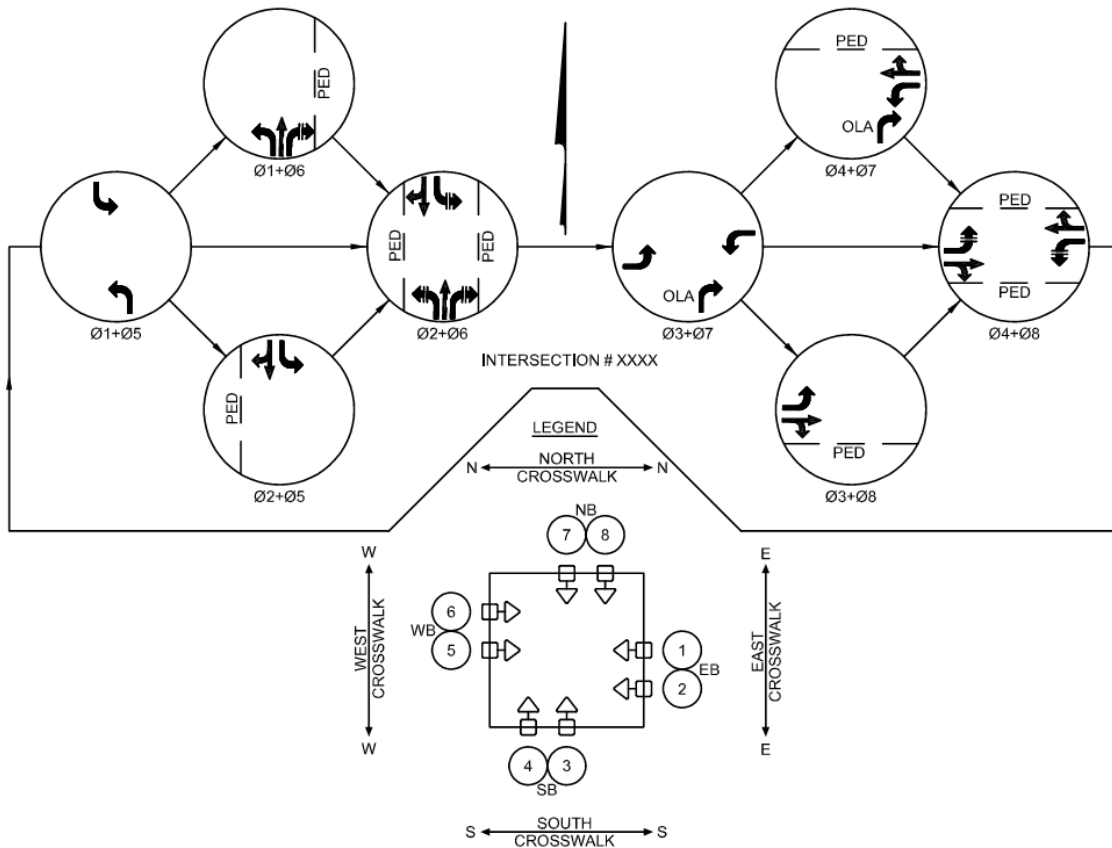 PED
Ø1+Ø6
PED
OLA
Ø4+Ø7
Ø1+Ø5
PED
PED
Ø2+Ø6
OLA
Ø3+Ø7
PED
PED
Ø4+Ø8
PED
Ø2+Ø5
INTERSECTION # XXXX
PED
Ø3+Ø8
LEGEND
N NORTH N
CROSSWALK
NB
7 8
W
WEST
CROSSWALK
W
6
WB
5
1
EB
2
E
EAST
CROSSWALK
E
4 3
SB
S SOUTH S
CROSSWALK